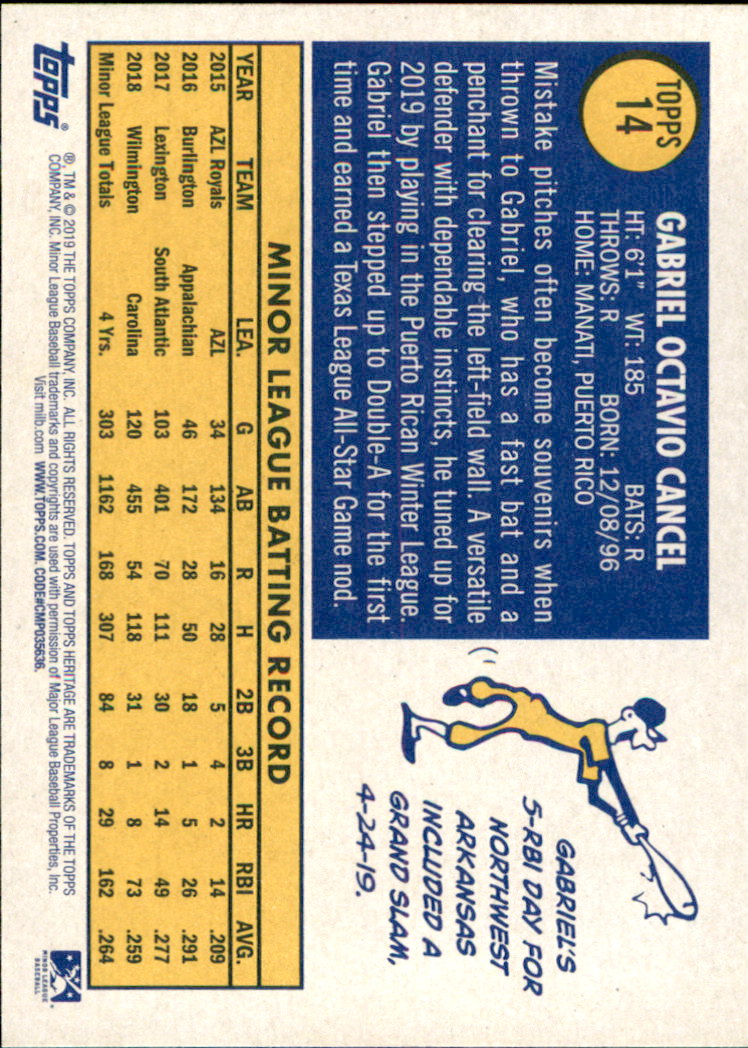 TOPPS
14
GABRIEL OCTAVIO CANCEL
HT: 6'1" WT: 185 BATS: R
THROWS: R BORN: 12/08/96
HOME: MANATI, PUERTO RICO
Mistake pitches often become souvenirs when
thrown to Gabriel, who has a fast bat and a
penchant for clearing the left-field wall. A versatile
defender with dependable instincts, he tuned up for
2019 by playing in the Puerto Rican Winter League.
Gabriel then stepped up to Double-A for the first
time and earned a Texas League All-Star Game nod.
GABRIEL'S
5-RBI DAY FOR
NORTHWEST
ARKANSAS
INCLUDED A
GRAND SLAM,
4-24-19.
MINOR LEAGUE BATTING RECORD
YEAR TEAM LEA. G AB R H 2B 3B HR RBI AVG.
2015 AZL Royals AZL 34 134 16 28 5 4 2 14 .209
2016 Burlington Appalachian 46 172 28 50 18 1 5 26 .291
2017 Lexington South Atlantic 103 401 70 111 30 2 14 49 .277
2018 Wilmington Carolina 120 455 54 118 31 1 8 73 .259
Minor League Totals 4 Yrs. 303 1162 168 307 84 8 29 162 .264
topps®
®, TM & © 2019 THE TOPPS COMPANY, INC. ALL RIGHTS RESERVED. TOPPS AND TOPPS HERITAGE ARE TRADEMARKS OF THE TOPPS
COMPANY, INC. Minor League Baseball trademarks and copyrights are used with permission of Major League Baseball Properties, Inc.
Visit milb.com WWW.TOPPS.COM. CODE#CMP035636.
MINOR LEAGUE
BASEBALL